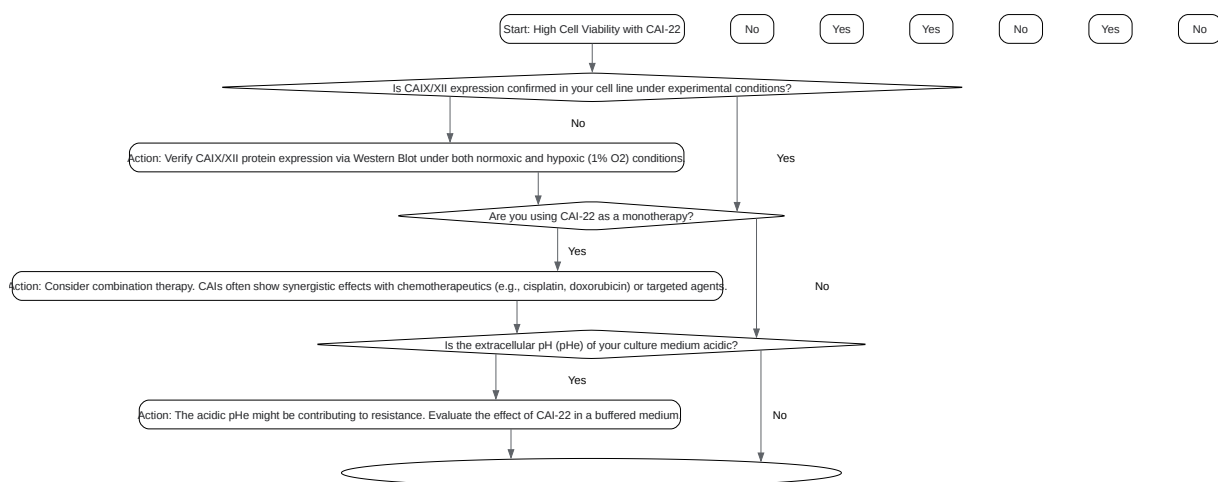 Start: High Cell Viability with CAI-22
No
Yes
Yes
No
Yes
No
Is CAIX/XII expression confirmed in your cell line under experimental conditions?
No
Action: Verify CAIX/XII protein expression via Western Blot under both normoxic and hypoxic (1% O2) conditions.
Yes
Are you using CAI-22 as a monotherapy?
Yes
Action: Consider combination therapy. CAIs often show synergistic effects with chemotherapeutics (e.g., cisplatin, doxorubicin) or targeted agents.
No
Is the extracellular pH (pHe) of your culture medium acidic?
Yes
Action: The acidic pHe might be contributing to resistance. Evaluate the effect of CAI-22 in a buffered medium.
No